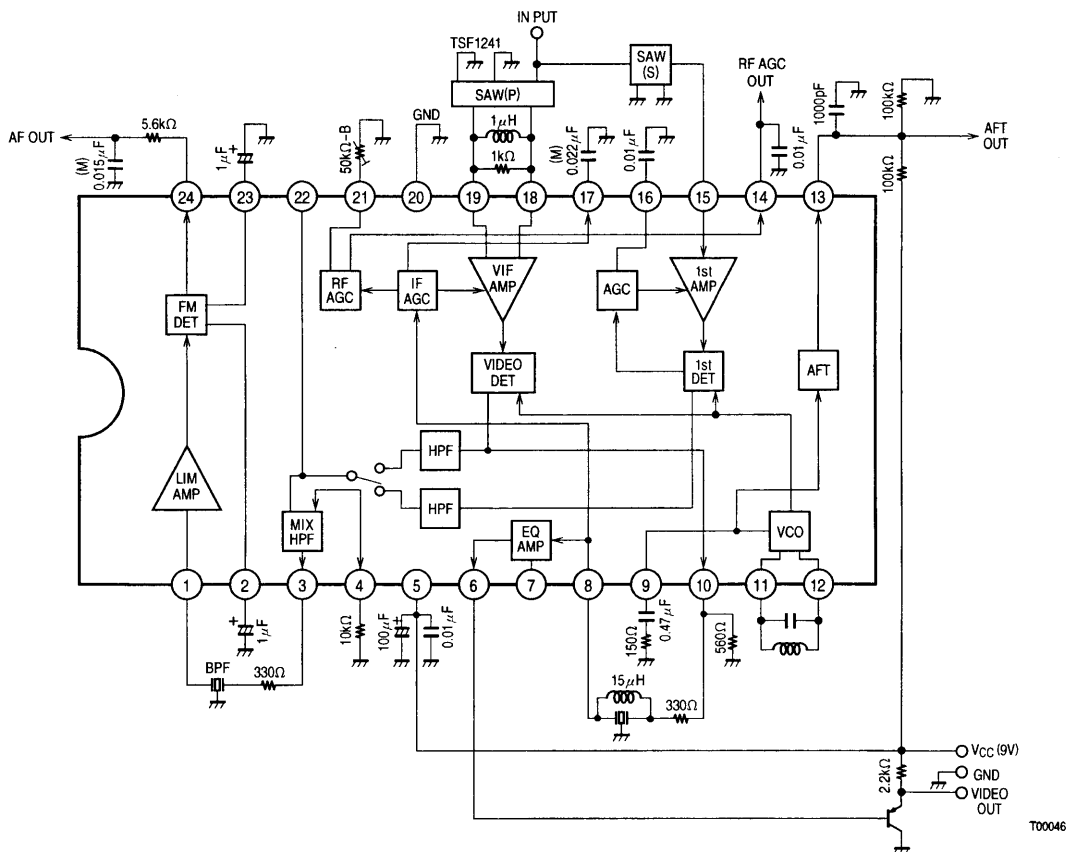 IN PUT
TSF1241
SAW
(S)
SAW(P)
RF AGC
OUT
1000pF
100kΩ
AF OUT
5.6kΩ
(M)
0.015μF
1μF
+
50kΩ-B
GND
1μH
1kΩ
(M)
0.022μF
0.01μF
0.01μF
AFT
OUT
100kΩ
24
23
22
21
20
19
18
17
16
15
14
13
FM
DET
RF
AGC
IF
AGC
VIF
AMP
AGC
1st
AMP
VIDEO
DET
1st
DET
AFT
LIM
AMP
HPF
HPF
MIX
HPF
EQ
AMP
VCO
1
2
3
4
5
6
7
8
9
10
11
12
+
1μF
10kΩ
100μF
+
0.01μF
150Ω
0.47μF
560Ω
BPF
330Ω
15μH
330Ω
VCC (9V)
2.2kΩ
GND
VIDEO
OUT
T00046